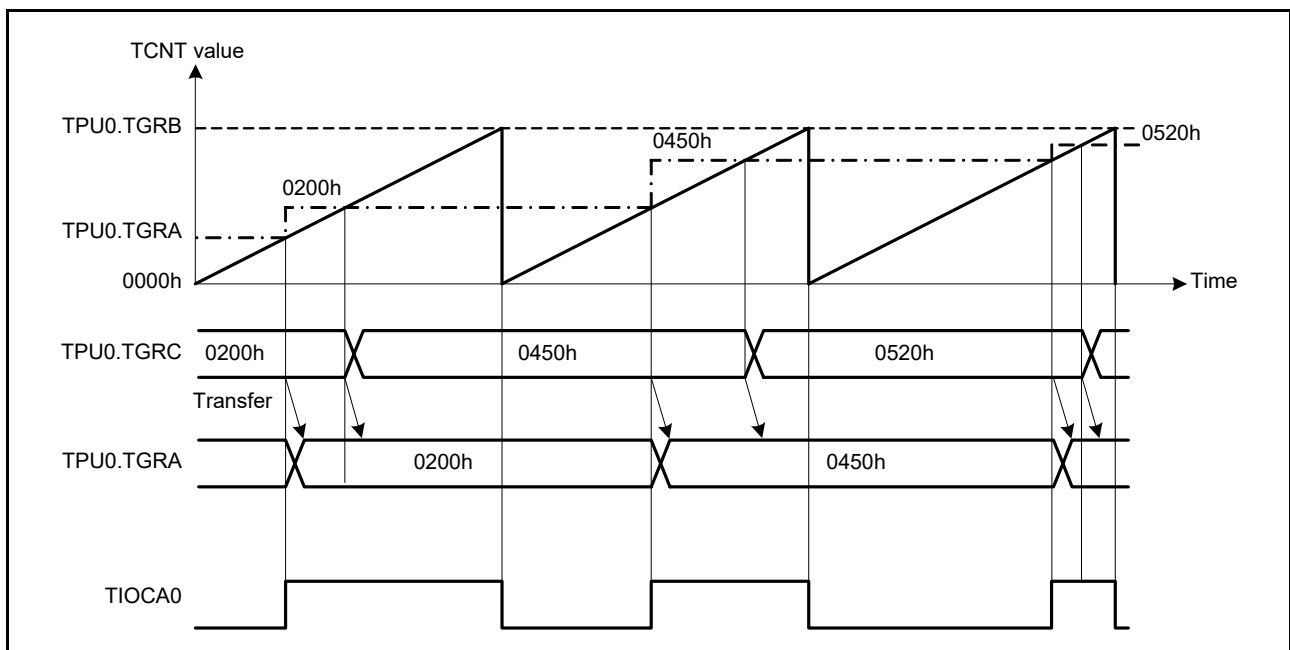 TCNT value
TPU0.TGRB
0520h
0450h
0200h
TPU0.TGRA
0000h
Time
TPU0.TGRC
0200h
0450h
0520h
Transfer
TPU0.TGRA
0200h
0450h
TIOCA0